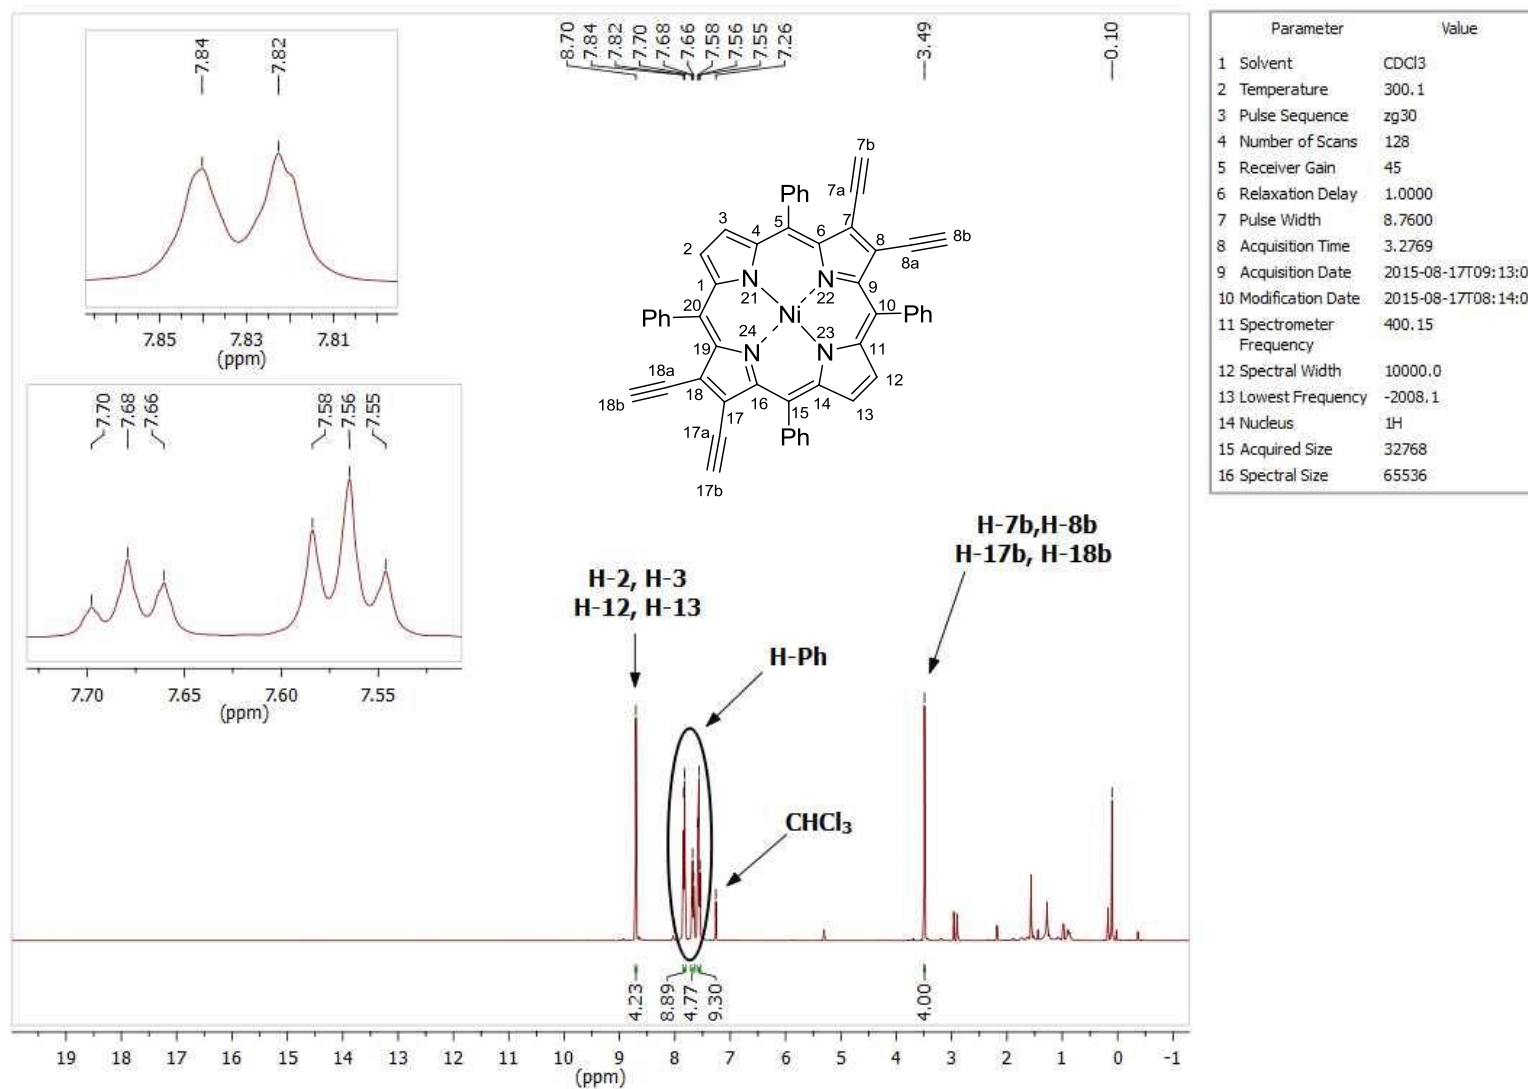 7.84
7.82
7.85
7.83
7.81
(ppm)
7.70
7.68
7.66
7.58
7.56
7.55
7.70
7.65
7.60
7.55
(ppm)
8.70
7.84
7.82
7.70
7.68
7.66
7.58
7.56
7.55
7.26
3.49
0.10
7b
7a
Ph
5
3
4
6
7
8
8b
2
8a
N
N
1
21
22
9
20
10
Ph
Ni
Ph
24
23
19
N
N
11
18a
12
18
16
14
18b
17
15
13
17a
Ph
17b
H-7b,H-8b
H-17b, H-18b
H-2, H-3
H-12, H-13
H-Ph
CHCl₃
4.23
8.89
4.77
9.30
4.00
19 18 17 16 15 14 13 12 11 10 9 8 7 6 5 4 3 2 1 0 -1
(ppm)
Parameter Value
1 Solvent CDCl3
2 Temperature 300.1
3 Pulse Sequence zg30
4 Number of Scans 128
5 Receiver Gain 45
6 Relaxation Delay 1.0000
7 Pulse Width 8.7600
8 Acquisition Time 3.2769
9 Acquisition Date 2015-08-17T09:13:0
10 Modification Date 2015-08-17T08:14:0
11 Spectrometer 400.15
Frequency
12 Spectral Width 10000.0
13 Lowest Frequency -2008.1
14 Nucleus 1H
15 Acquired Size 32768
16 Spectral Size 65536